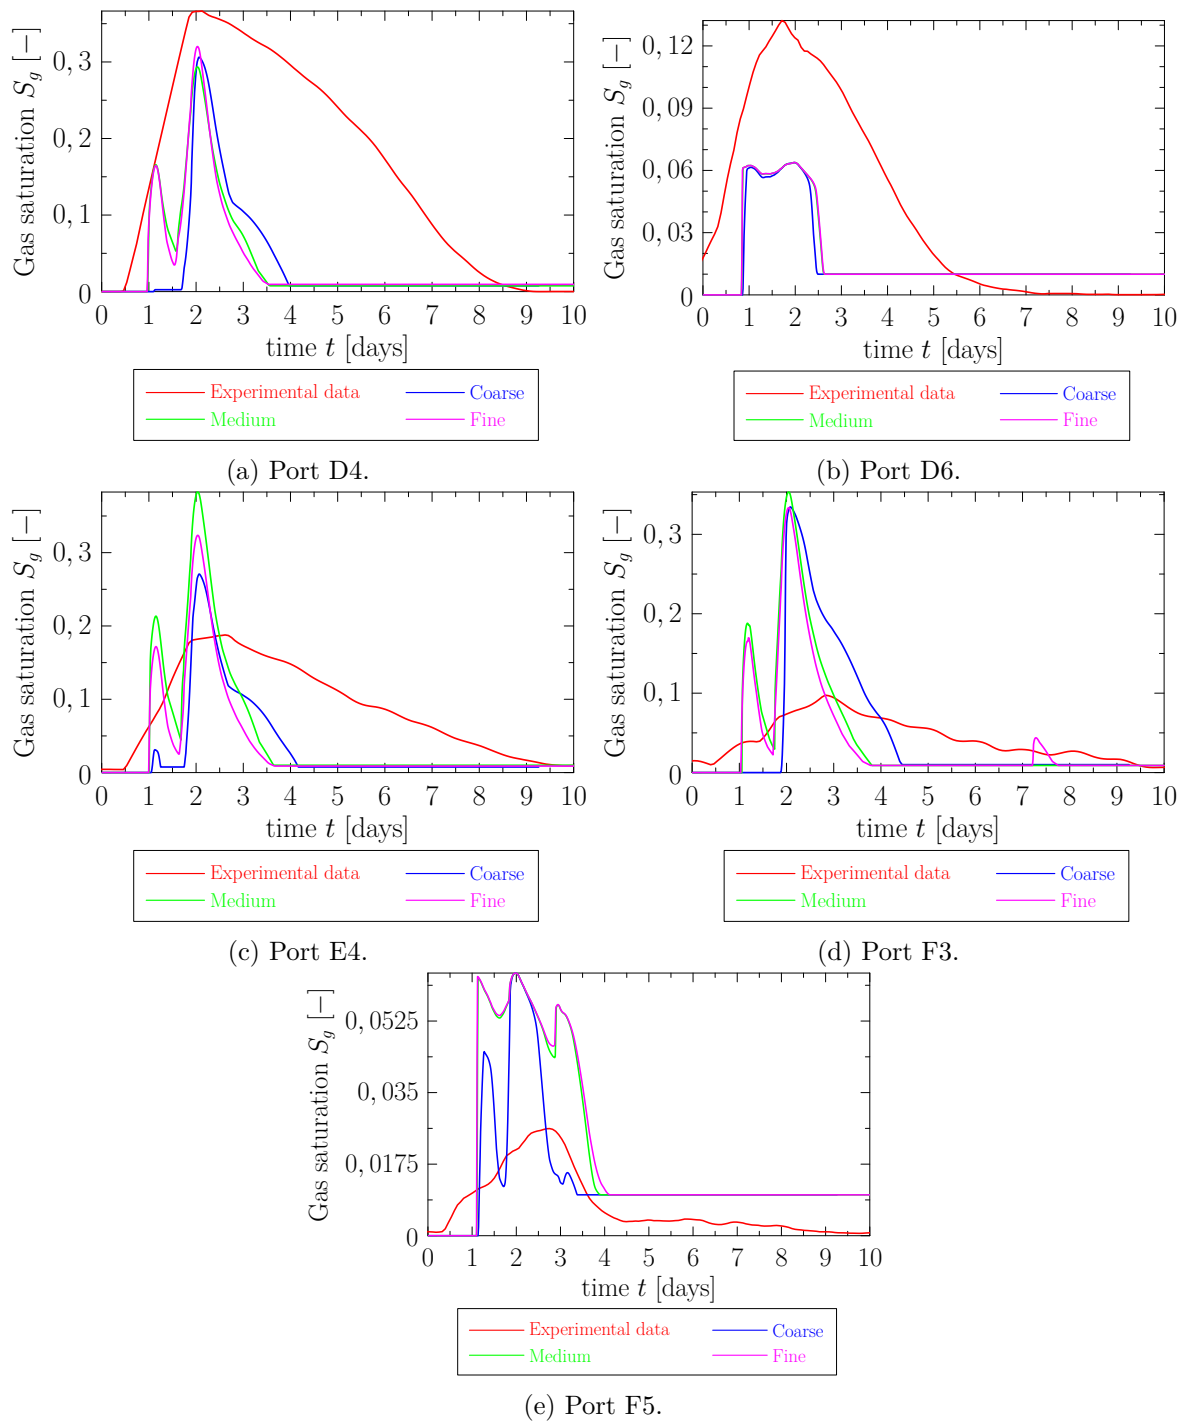 Gas saturation S_g [−]
0,3
0,2
0,1
0
0 1 2 3 4 5 6 7 8 9 10
time t [days]
Experimental data
Coarse
Medium
Fine
(a) Port D4.
Gas saturation S_g [−]
0,12
0,09
0,06
0,03
0
0 1 2 3 4 5 6 7 8 9 10
time t [days]
Experimental data
Coarse
Medium
Fine
(b) Port D6.
Gas saturation S_g [−]
0,3
0,2
0,1
0
0 1 2 3 4 5 6 7 8 9 10
time t [days]
Experimental data
Coarse
Medium
Fine
(c) Port E4.
Gas saturation S_g [−]
0,3
0,2
0,1
0
0 1 2 3 4 5 6 7 8 9 10
time t [days]
Experimental data
Coarse
Medium
Fine
(d) Port F3.
Gas saturation S_g [−]
0,0525
0,035
0,0175
0
0 1 2 3 4 5 6 7 8 9 10
time t [days]
Experimental data
Coarse
Medium
Fine
(e) Port F5.